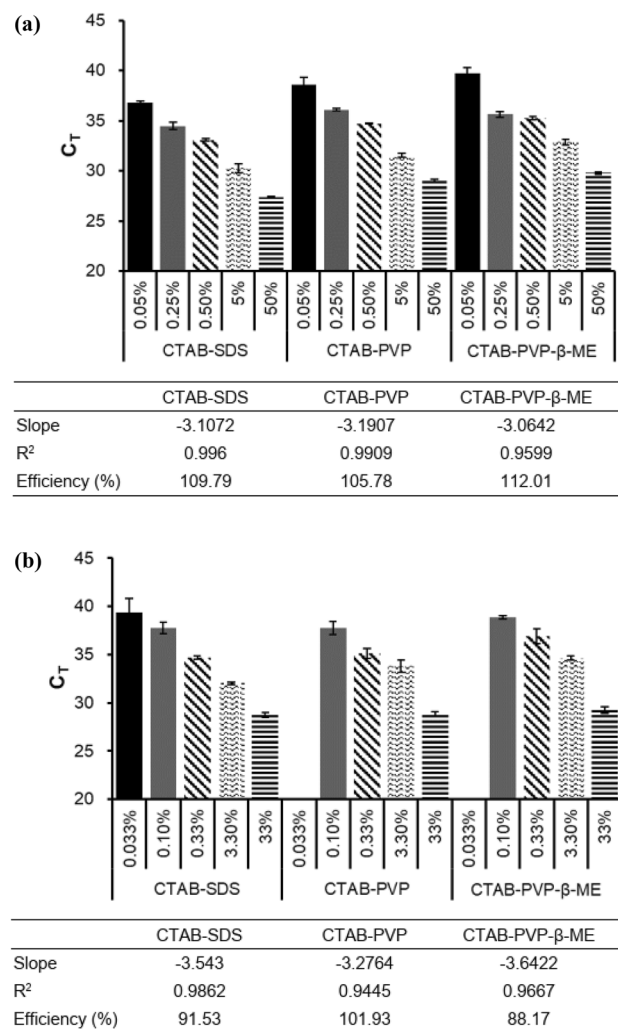 (a)
45
40
35
30
25
20
C_T
0.05% 0.25% 0.50% 5% 50% 0.05% 0.25% 0.50% 5% 50% 0.05% 0.25% 0.50% 5% 50%
CTAB-SDS CTAB-PVP CTAB-PVP-β-ME
CTAB-SDS CTAB-PVP CTAB-PVP-β-ME
Slope -3.1072 -3.1907 -3.0642
R² 0.996 0.9909 0.9599
Efficiency (%) 109.79 105.78 112.01
(b)
45
40
35
30
25
20
C_T
0.033% 0.10% 0.33% 3.30% 33% 0.033% 0.10% 0.33% 3.30% 33% 0.033% 0.10% 0.33% 3.30% 33%
CTAB-SDS CTAB-PVP CTAB-PVP-β-ME
CTAB-SDS CTAB-PVP CTAB-PVP-β-ME
Slope -3.543 -3.2764 -3.6422
R² 0.9862 0.9445 0.9667
Efficiency (%) 91.53 101.93 88.17